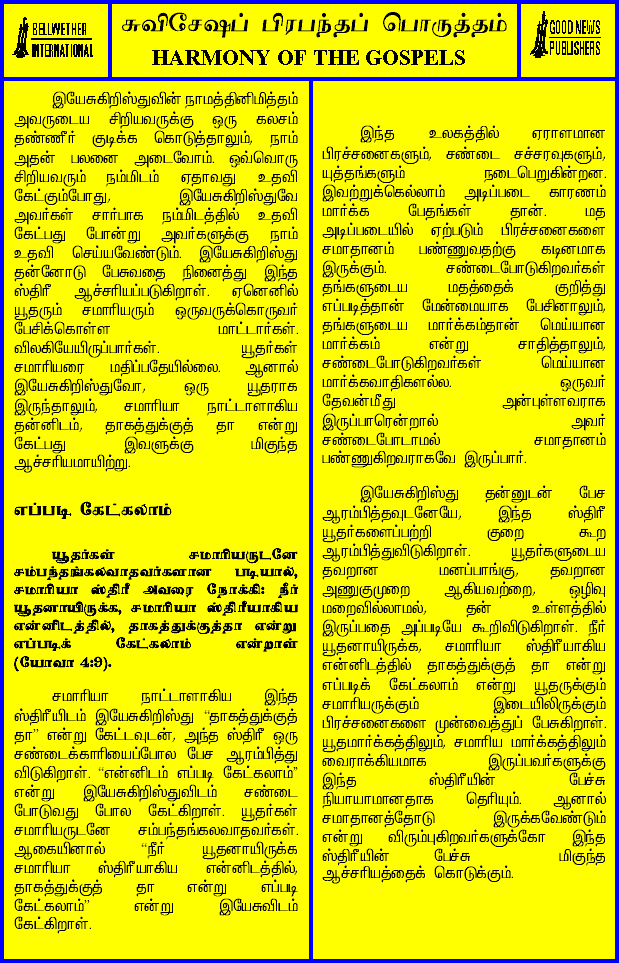 BELLWETHER
INTERNATIONAL
சுவிசேஷப் பிரபந்தப் பொருத்தம்
HARMONY OF THE GOSPELS
GOOD NEWS
PUBLISHERS
இயேசுகிறிஸ்துவின் நாமத்தினிமித்தம்
அவருடைய சிறியவருக்கு ஒரு கலசம்
தண்ணீர் குடிக்க கொடுத்தாலும், நாம்
அதன் பலனை அடைவோம். ஒவ்வொரு
சிறியவரும் நம்மிடம் ஏதாவது உதவி
கேட்கும்போது, இயேசுகிறிஸ்துவே
அவர்கள் சார்பாக நம்மிடத்தில் உதவி
கேட்பது போன்று அவர்களுக்கு நாம்
உதவி செய்யவேண்டும். இயேசுகிறிஸ்து
தன்னோடு பேசுவதை நினைத்து இந்த
ஸ்திரீ ஆச்சரியப்படுகிறாள். ஏனெனில்
யூதரும் சமாரியரும் ஒருவருக்கொருவர்
பேசிக்கொள்ள மாட்டார்கள்.
விலகியேயிருப்பார்கள். யூதர்கள்
சமாரியரை மதிப்பதேயில்லை. ஆனால்
இயேசுகிறிஸ்துவோ, ஒரு யூதராக
இருந்தாலும், சமாரியா நாட்டாளாகிய
தன்னிடம், தாகத்துக்குத் தா என்று
கேட்பது இவளுக்கு மிகுந்த
ஆச்சரியமாயிற்று.
எப்படி கேட்கலாம்
யூதர்கள் சமாரியருடனே
சம்பந்தங்கலவாதவர்களான படியால்,
சமாரியா ஸ்திரீ அவரை நோக்கி: நீர்
யூதனாயிருக்க, சமாரியா ஸ்திரீயாகிய
என்னிடத்தில், தாகத்துக்குத்தா என்று
எப்படிக் கேட்கலாம் என்றாள்
(யோவா 4:9).
சமாரியா நாட்டாளாகிய இந்த
ஸ்திரீயிடம் இயேசுகிறிஸ்து “தாகத்துக்குத்
தா” என்று கேட்டவுடன், அந்த ஸ்திரீ ஒரு
சண்டைக்காரியைப்போல பேச ஆரம்பித்து
விடுகிறாள். “என்னிடம் எப்படி கேட்கலாம்”
என்று இயேசுகிறிஸ்துவிடம் சண்டை
போடுவது போல கேட்கிறாள். யூதர்கள்
சமாரியருடனே சம்பந்தங்கலவாதவர்கள்.
ஆகையினால் “நீர் யூதனாயிருக்க
சமாரியா ஸ்திரீயாகிய என்னிடத்தில்,
தாகத்துக்குத் தா என்று எப்படி
கேட்கலாம்” என்று இயேசுவிடம்
கேட்கிறாள்.
இந்த உலகத்தில் ஏராளமான
பிரச்சனைகளும், சண்டை சச்சரவுகளும்,
யுத்தங்களும் நடைபெறுகின்றன.
இவற்றுக்கெல்லாம் அடிப்படை காரணம்
மார்க்க பேதங்கள் தான். மத
அடிப்படையில் ஏற்படும் பிரச்சனைகளை
சமாதானம் பண்ணுவதற்கு கடினமாக
இருக்கும். சண்டைபோடுகிறவர்கள்
தங்களுடைய மதத்தைக் குறித்து
எப்படித்தான் மேன்மையாக பேசினாலும்,
தங்களுடைய மார்க்கம்தான் மெய்யான
மார்க்கம் என்று சாதித்தாலும்,
சண்டைபோடுகிறவர்கள் மெய்யான
மார்க்கவாதிகளல்ல. ஒருவர்
தேவன்மீது அன்புள்ளவராக
இருப்பாரென்றால் அவர்
சண்டைபோடாமல் சமாதானம்
பண்ணுகிறவராகவே இருப்பார்.
இயேசுகிறிஸ்து தன்னுடன் பேச
ஆரம்பித்தவுடனேயே, இந்த ஸ்திரீ
யூதர்களைப்பற்றி குறை கூற
ஆரம்பித்துவிடுகிறாள். யூதர்களுடைய
தவறான மனப்பாங்கு, தவறான
அணுகுமுறை ஆகியவற்றை, ஒழிவு
மறைவில்லாமல், தன் உள்ளத்தில்
இருப்பதை அப்படியே கூறிவிடுகிறாள். நீர்
யூதனாயிருக்க, சமாரியா ஸ்திரீயாகிய
என்னிடத்தில் தாகத்துக்குத் தா என்று
எப்படிக் கேட்கலாம் என்று யூதருக்கும்
சமாரியருக்கும் இடையிலிருக்கும்
பிரச்சனைகளை முன்வைத்துப் பேசுகிறாள்.
யூதமார்க்கத்திலும், சமாரிய மார்க்கத்திலும்
வைராக்கியமாக இருப்பவர்களுக்கு
இந்த ஸ்திரீயின் பேச்சு
நியாயமானதாக தெரியும். ஆனால்
சமாதானத்தோடு இருக்கவேண்டும்
என்று விரும்புகிறவர்களுக்கோ இந்த
ஸ்திரீயின் பேச்சு மிகுந்த
ஆச்சரியத்தைக் கொடுக்கும்.